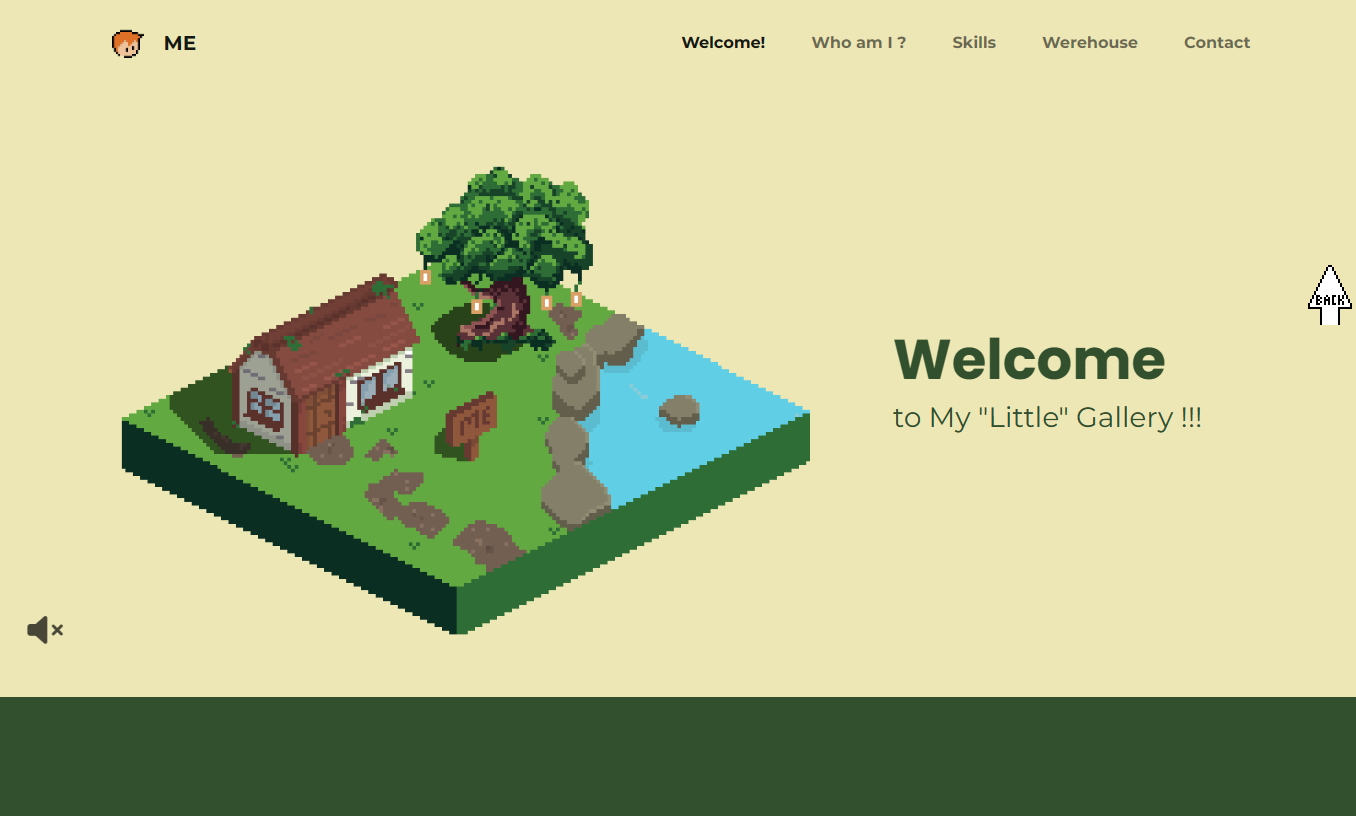 ME
Welcome!
Who am I ?
Skills
Werehouse
Contact
BACK
ME
Welcome
to My "Little" Gallery !!!